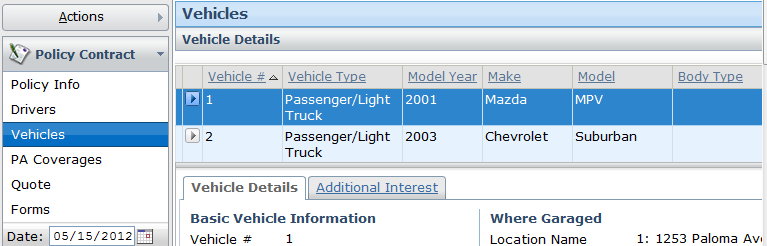 Actions
Policy Contract
Policy Info
Drivers
Vehicles
PA Coverages
Quote
Forms
Date: 05/15/2012
Vehicles
Vehicle Details
Vehicle # Vehicle Type Model Year Make Model Body Type
1 Passenger/Light Truck 2001 Mazda MPV
2 Passenger/Light Truck 2003 Chevrolet Suburban
Vehicle Details Additional Interest
Basic Vehicle Information Where Garaged
Vehicle # 1 Location Name 1: 1253 Paloma Ave